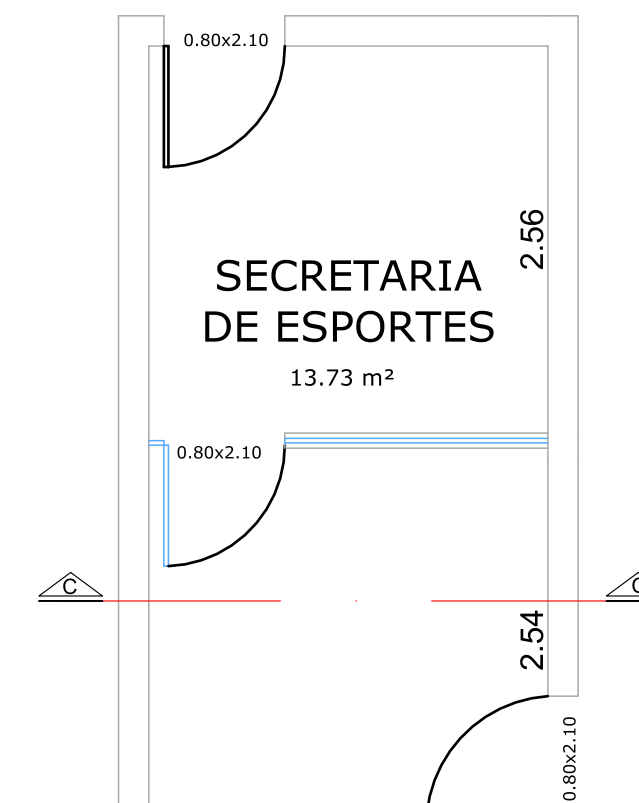 0.80x2.10
2.56
SECRETARIA
DE ESPORTES
13.73 m²
0.80x2.10
C
2.54
0.80x2.10